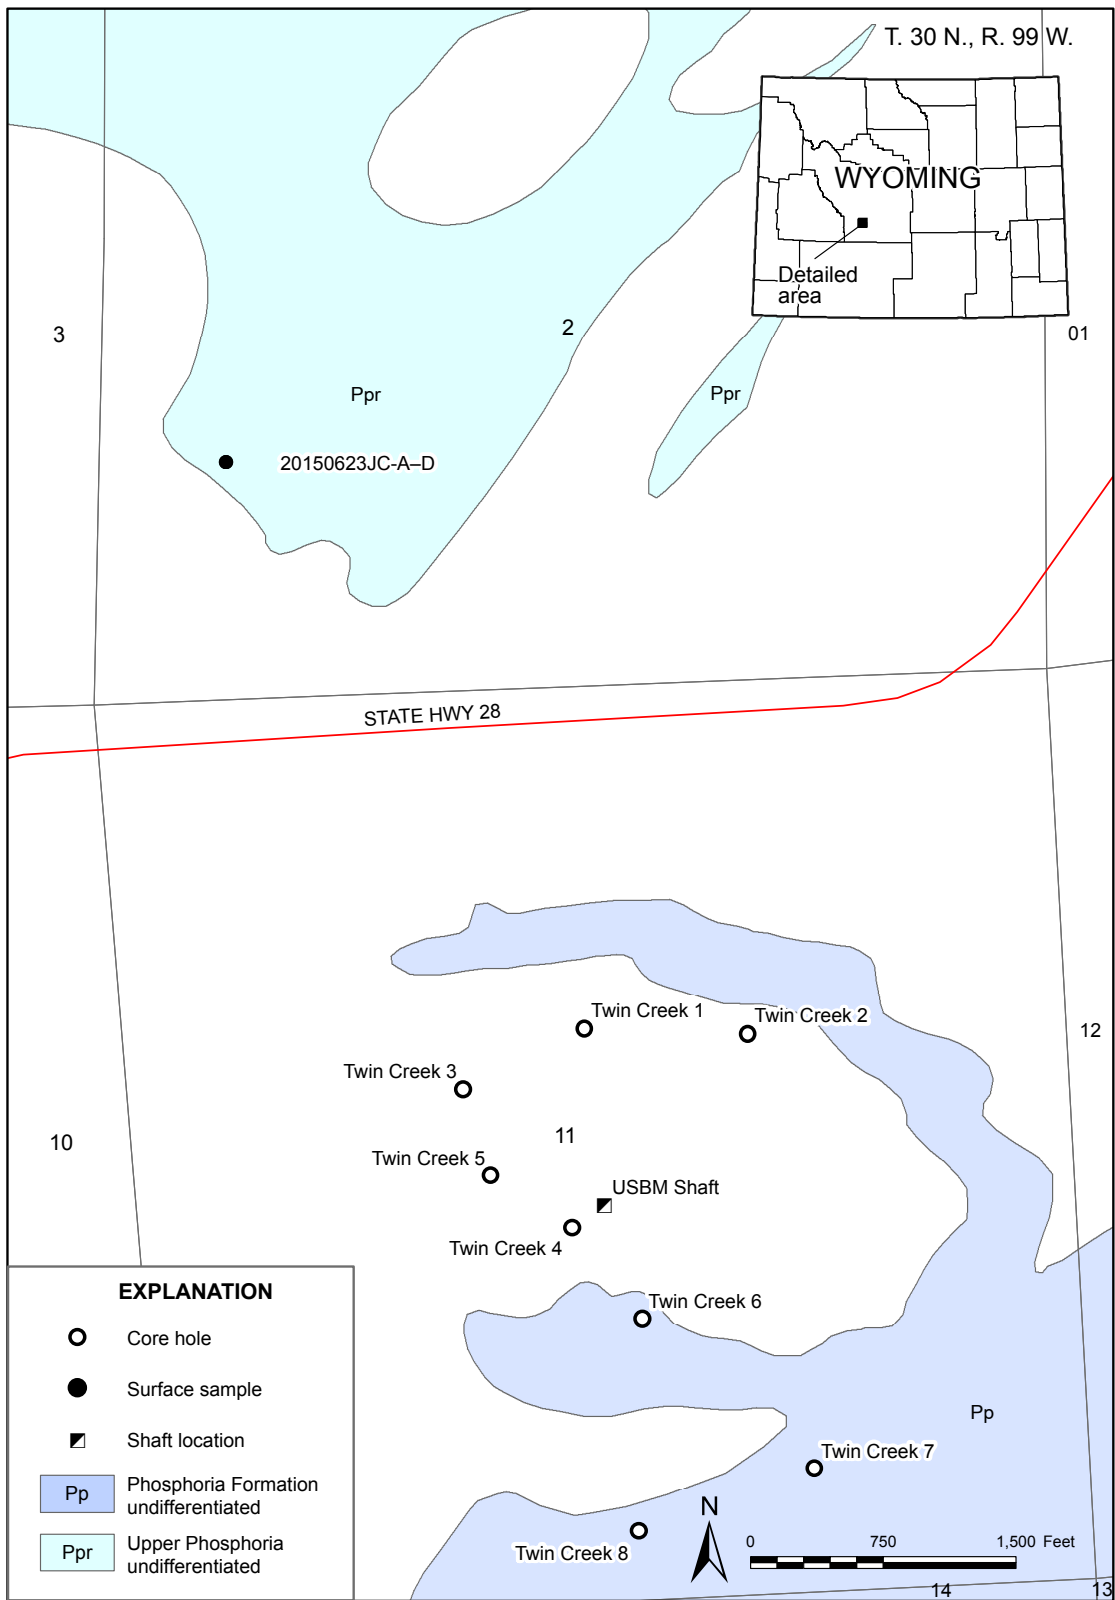 T. 30 N., R. 99 W.
WYOMING
Detailed
area
3
2
01
Ppr
Ppr
20150623JC-A–D
STATE HWY 28
Twin Creek 1
Twin Creek 2
12
Twin Creek 3
10
11
Twin Creek 5
USBM Shaft
Twin Creek 4
Twin Creek 6
Pp
Twin Creek 7
Twin Creek 8
N
0 750 1,500 Feet
14
13
EXPLANATION
Core hole
Surface sample
Shaft location
Pp
Phosphoria Formation
undifferentiated
Ppr
Upper Phosphoria
undifferentiated